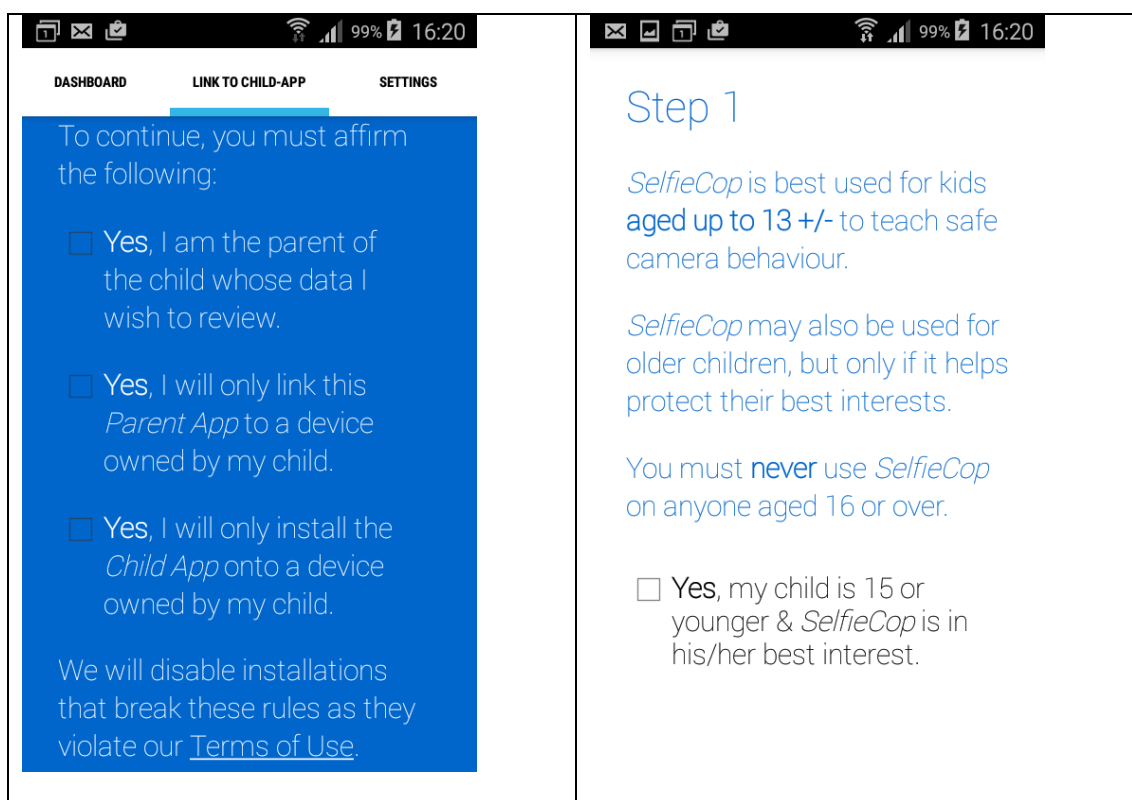 99% 16:20
DASHBOARD LINK TO CHILD-APP SETTINGS
To continue, you must affirm
the following:
Yes, I am the parent of
the child whose data I
wish to review.
Yes, I will only link this
Parent App to a device
owned by my child.
Yes, I will only install the
Child App onto a device
owned by my child.
We will disable installations
that break these rules as they
violate our Terms of Use.
99% 16:20
Step 1
SelfieCop is best used for kids
aged up to 13 +/- to teach safe
camera behaviour.
SelfieCop may also be used for
older children, but only if it helps
protect their best interests.
You must never use SelfieCop
on anyone aged 16 or over.
Yes, my child is 15 or
younger & SelfieCop is in
his/her best interest.